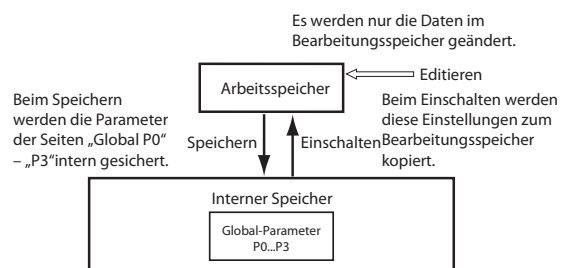 Es werden nur die Daten im
Bearbeitungsspeicher geändert.
Editieren
Arbeitsspeicher
Beim Speichern
werden die Parameter
der Seiten „Global P0“
– „P3“intern gesichert.
Speichern
Einschalten
Beim Einschalten werden
diese Einstellungen zum
Bearbeitungsspeicher
kopiert.
Interner Speicher
Global-Parameter
P0...P3